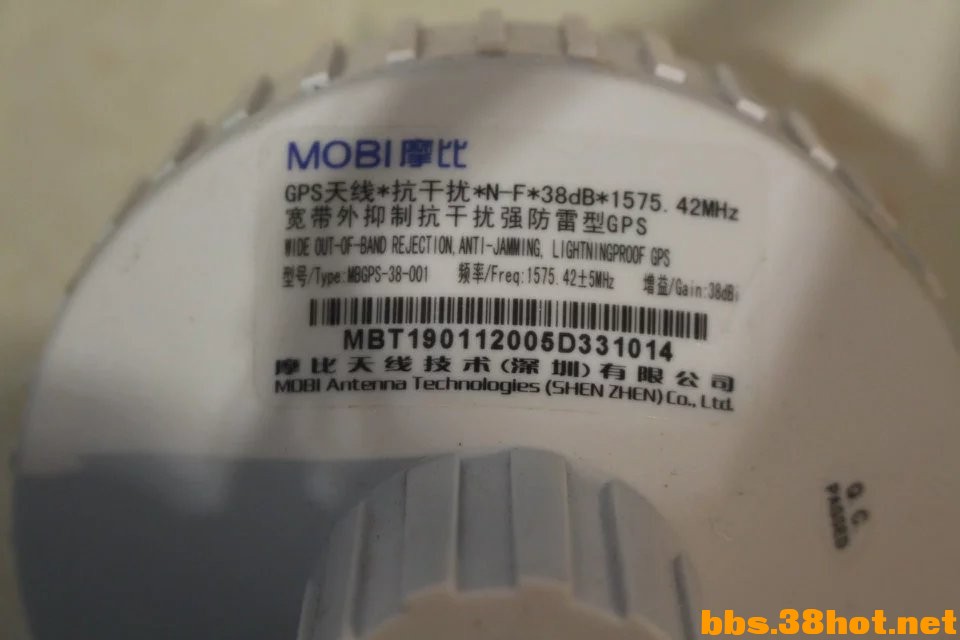 MOBI摩比
GPS天线*抗干扰*N-F*38dB*1575.42MHz
宽带外抑制抗干扰强防雷型GPS
WIDE OUT-OF-BAND REJECTION,ANTI-JAMMING, LIGHTNINGPROOF GPS
型号/Type:MBGPS-38-001 频率/Freq:1575.42±5MHz 增益/Gain:38dBi
MBT190112005D331014
摩比天线技术(深圳)有限公司
MOBI Antenna Technologies (SHEN ZHEN) Co., Ltd.
Q.C.
PASSED
bbs.38hot.net